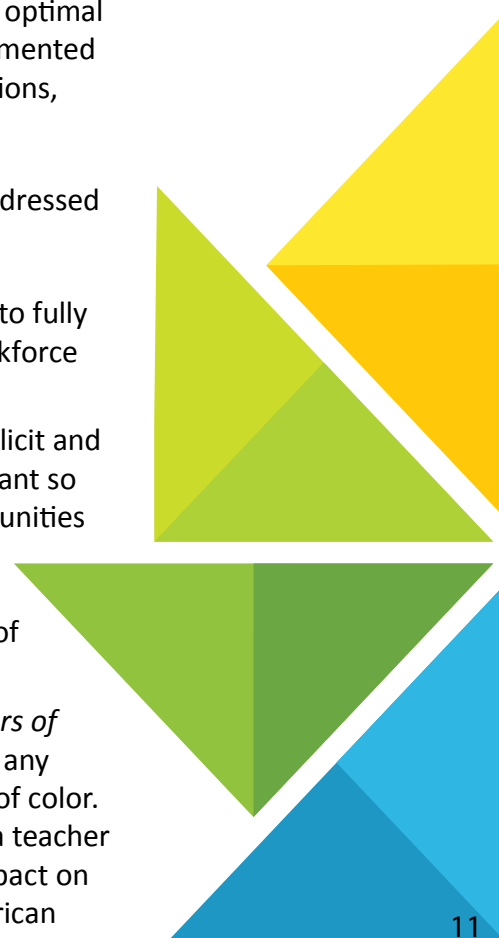 optimal
mented
ions,
dressed
to fully
kforce
licit and
ant so
unities
of
rs of
any
of color.
teacher
pact on
rican
11